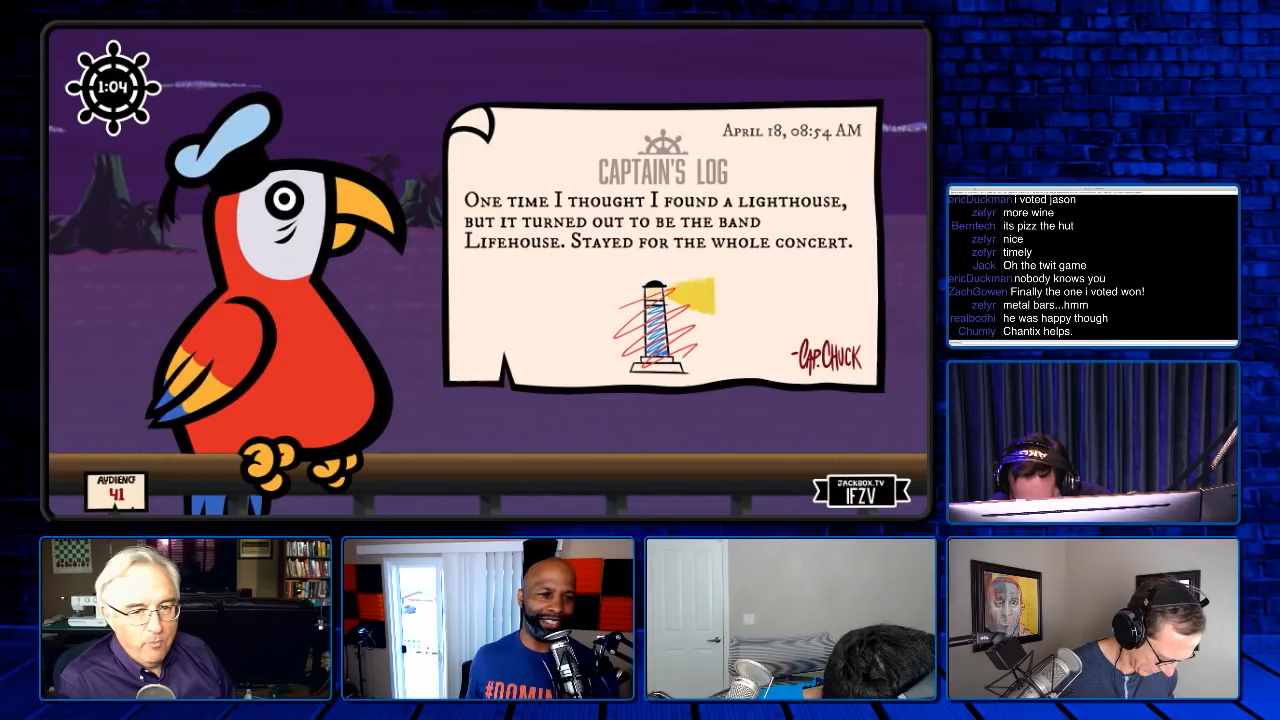 1:04
April 18, 08:54 AM
Captain's Log
One time I thought I found a lighthouse,
but it turned out to be the band
Lifehouse. Stayed for the whole concert.
-Cap. Chuck
AUDIENCE
41
JACKBOX.TV
IFZV
ericDuckman i voted jason
zefyr more wine
Berntech its pizz the hut
zefyr nice
zefyr timely
Jack Oh the twit game
ericDuckman nobody knows you
ZachGowen Finally the one i voted won!
zefyr metal bars...hmm
realbodhi he was happy though
Chumly Chantix helps.
AKG
#DOMIN